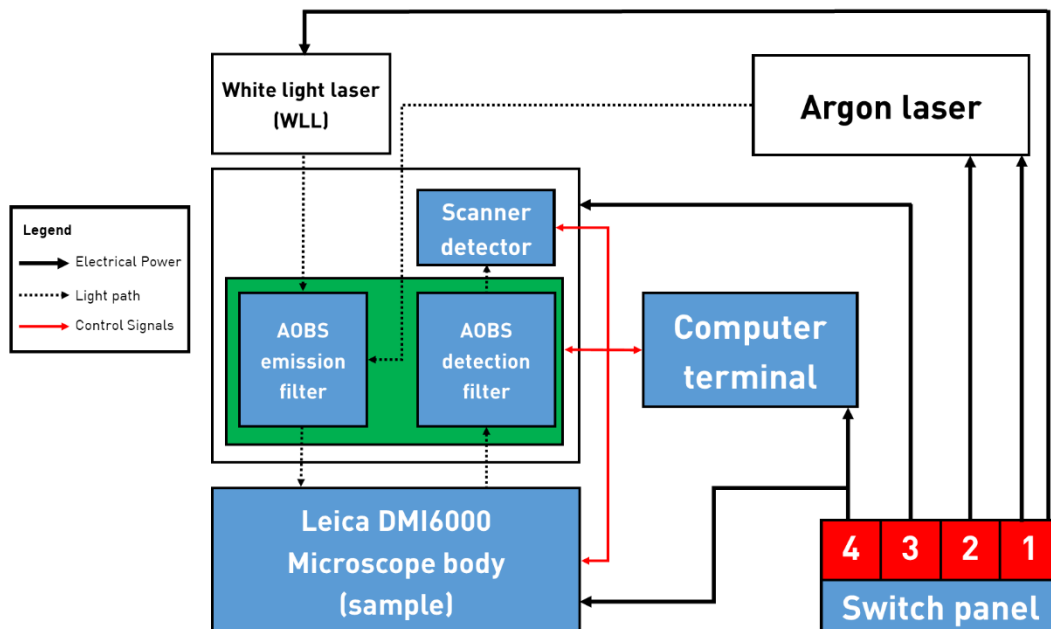 White light laser
(WLL)
Argon laser
Scanner
detector
Legend
Electrical Power
Light path
Control Signals
AOBS
emission
filter
AOBS
detection
filter
Computer
terminal
Leica DMI6000
Microscope body
(sample)
4 3 2 1
Switch panel